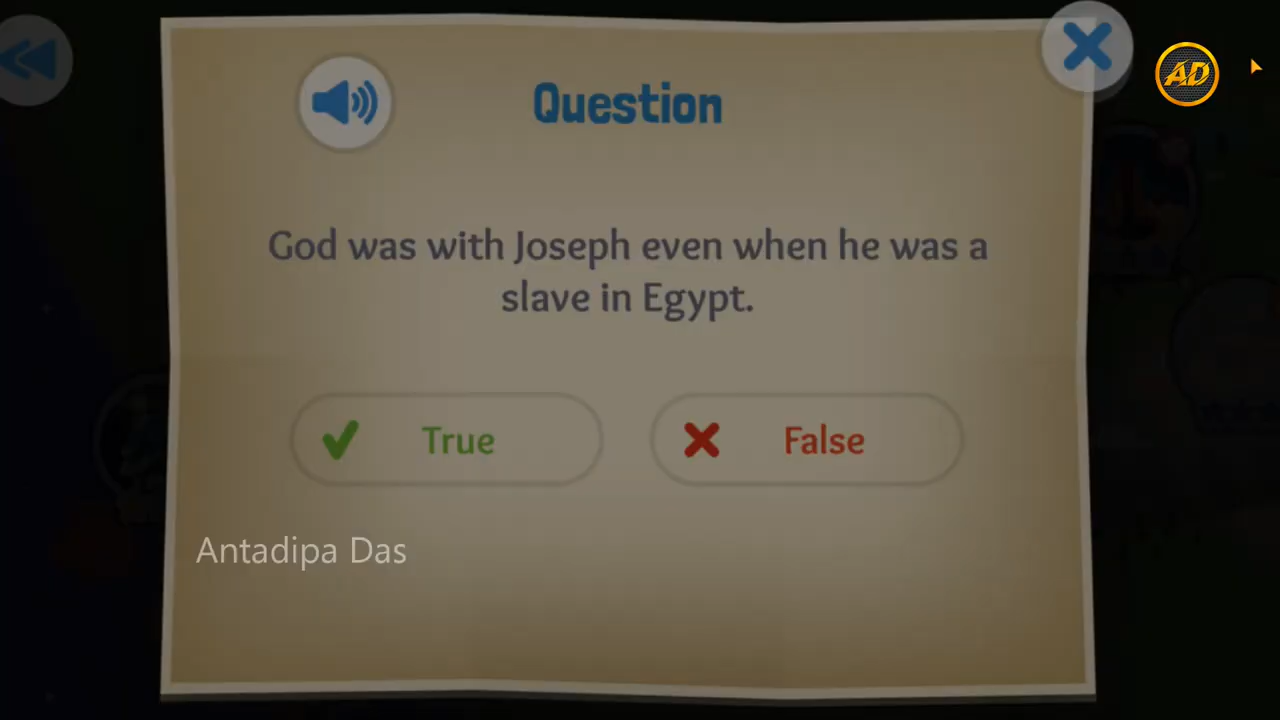 Question
AD
God was with Joseph even when he was a
slave in Egypt.
True
False
Antadipa Das